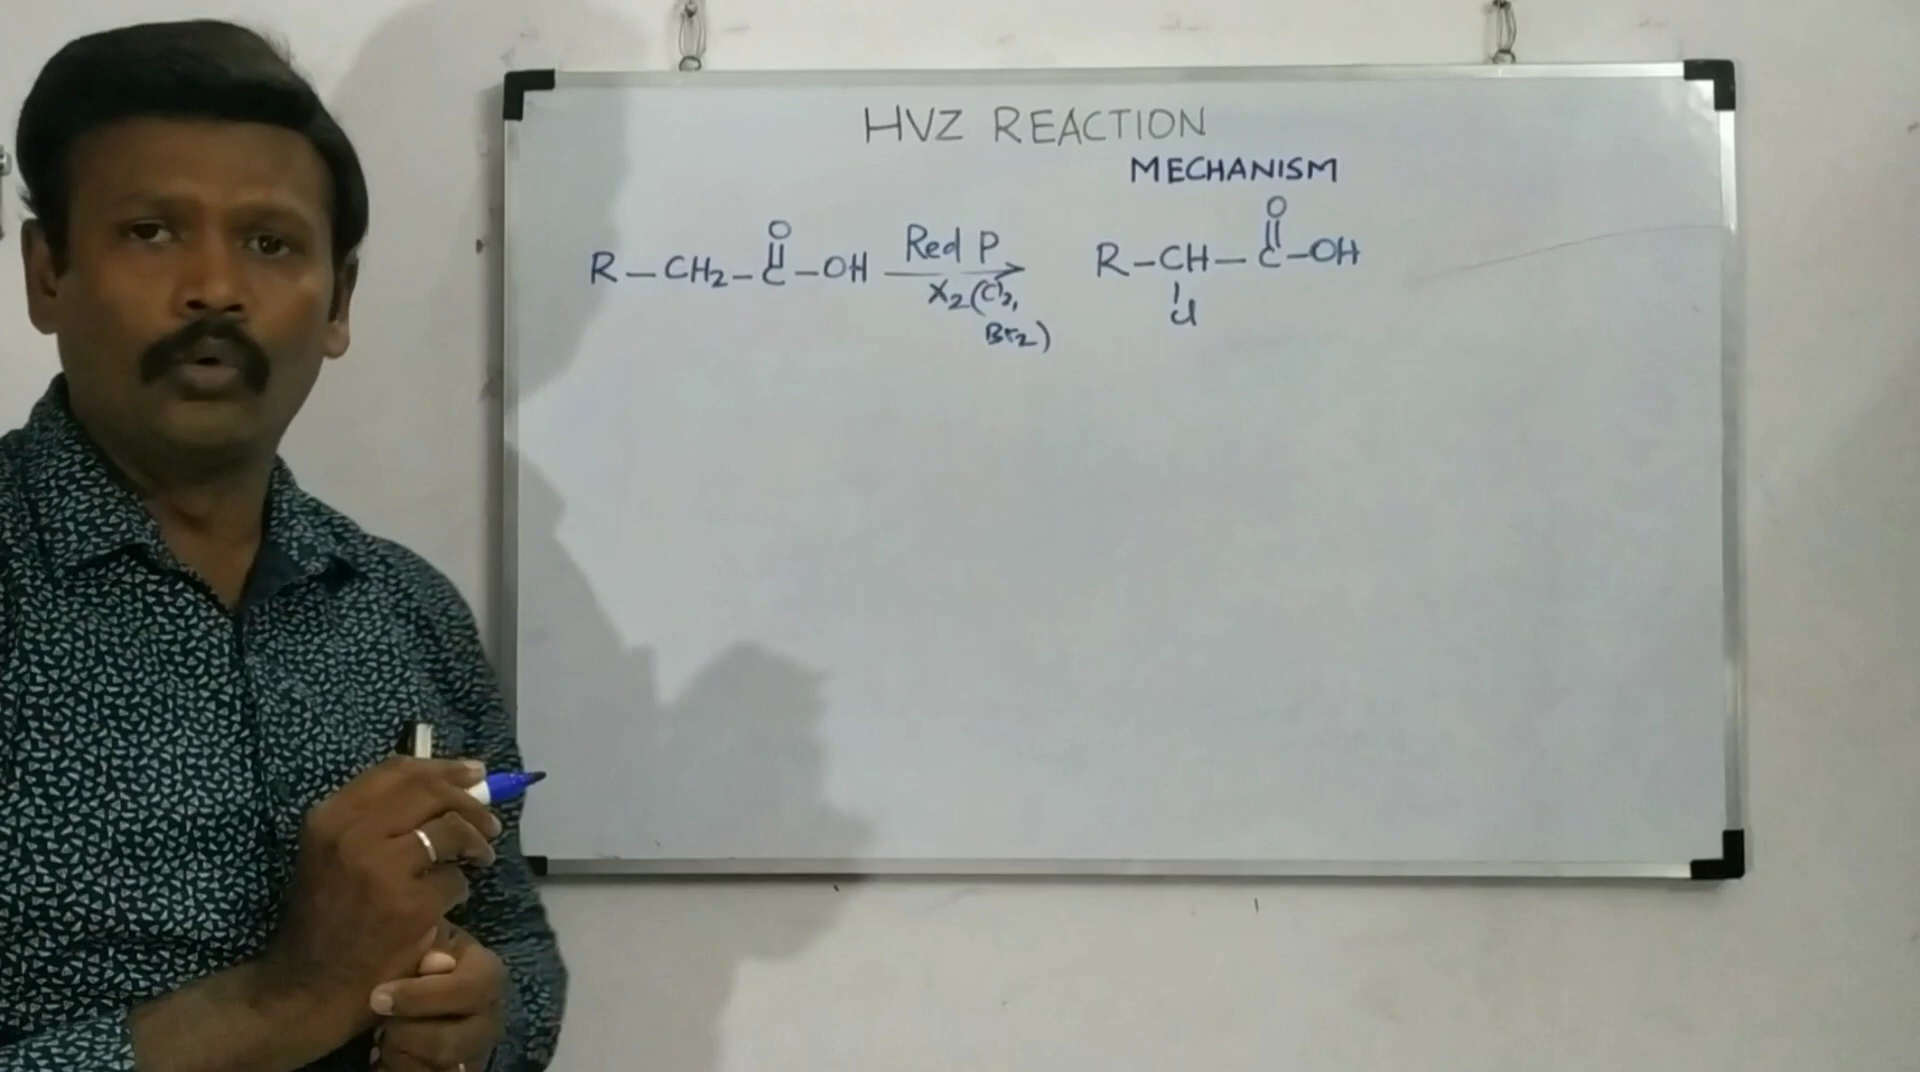 HVZ REACTION
MECHANISM
O O
R-CH2-C-OH Red P R-CH-C-OH
X2(Cl2, Cl
Br2)